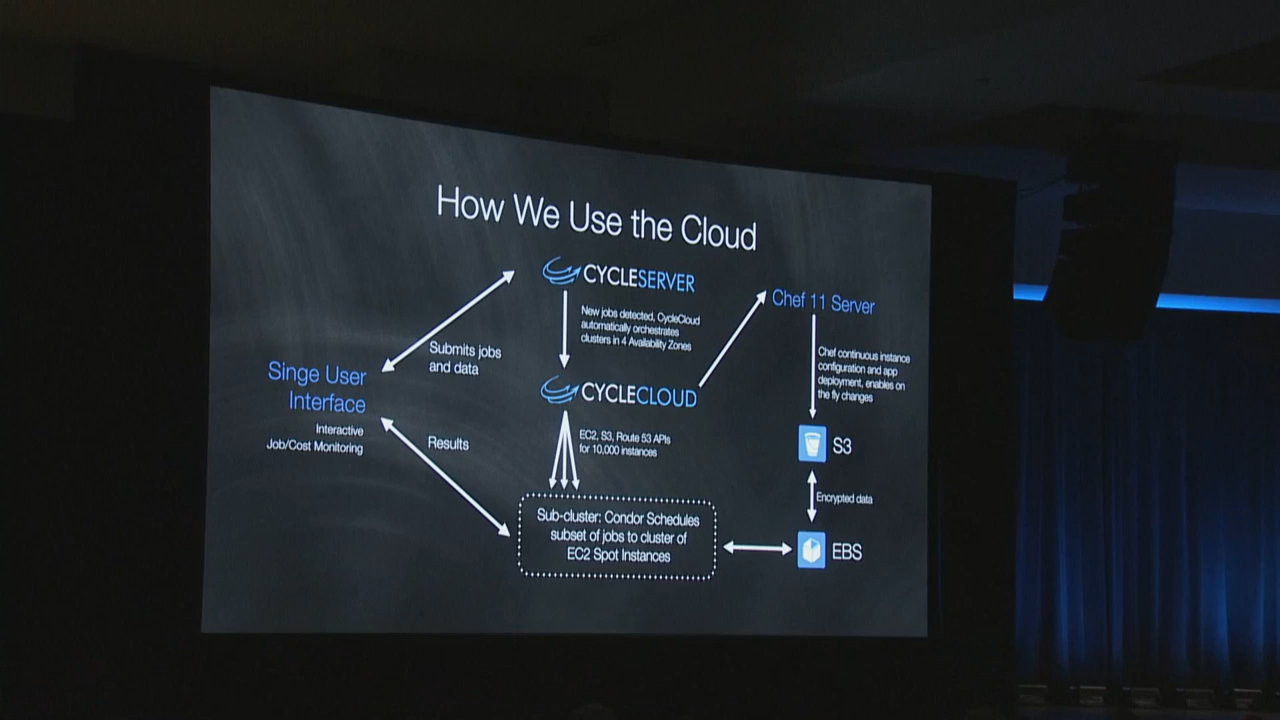 How We Use the Cloud
CYCLESERVER
New jobs detected, CycleCloud
automatically orchestrates
clusters in 4 Availability Zones
Chef 11 Server
Submits jobs
and data
Chef continuous instance
configuration and app
deployment, enables on
the fly changes
Singe User
Interface
Interactive
Job/Cost Monitoring
CYCLECLOUD
Results
EC2, S3, Route 53 APIs
for 10,000 instances
S3
Encrypted data
Sub-cluster: Condor Schedules
subset of jobs to cluster of
EC2 Spot Instances
EBS